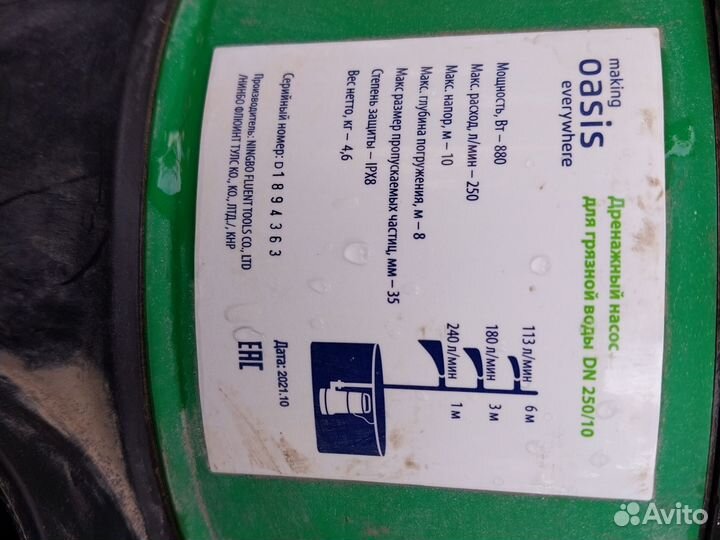 making
oasis
everywhere
Дренажный насос
для грязной воды DN 250/10
Мощность, Вт – 880
Макс. расход, л/мин – 250
Макс. напор, м – 10
Макс. глубина погружения, м – 8
Макс размер пропускаемых частиц, мм – 35
Степень защиты – IPX8
Вес нетто, кг – 4,6
113 л/мин 6 м
180 л/мин 3 м
240 л/мин 1 м
Серийный номер: D1894363
Дата: 2021.10
Производитель: NINGBO FLUENT TOOLS CO., LTD
/НИНБО ФЛЮИНТ ТУЛС КО., КО., ЛТД./, КНР
EAC
Avito